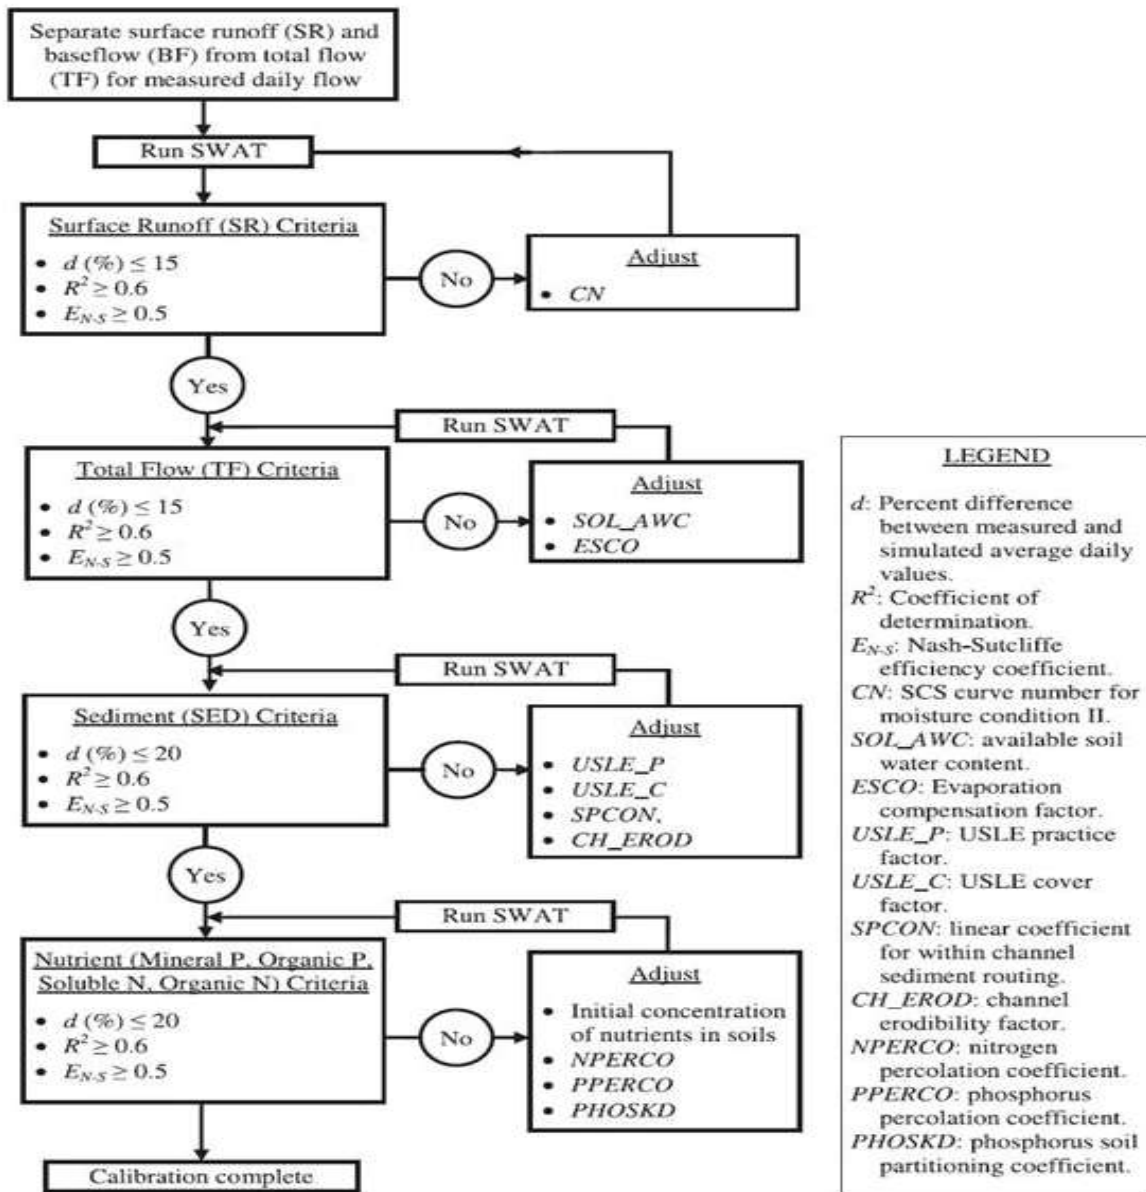 Separate surface runoff (SR) and
baseflow (BF) from total flow
(TF) for measured daily flow
Run SWAT
Surface Runoff (SR) Criteria
• d (%) ≤ 15
• R² ≥ 0.6
• E_N-S ≥ 0.5
No
Adjust
• CN
Yes
Run SWAT
Total Flow (TF) Criteria
• d (%) ≤ 15
• R² ≥ 0.6
• E_N-S ≥ 0.5
No
Adjust
• SOL_AWC
• ESCO
Yes
Run SWAT
Sediment (SED) Criteria
• d (%) ≤ 20
• R² ≥ 0.6
• E_N-S ≥ 0.5
No
Adjust
• USLE_P
• USLE_C
• SPCON,
• CH_EROD
Yes
Run SWAT
Nutrient (Mineral P, Organic P,
Soluble N, Organic N) Criteria
• d (%) ≤ 20
• R² ≥ 0.6
• E_N-S ≥ 0.5
No
Adjust
• Initial concentration
of nutrients in soils
• NPERCO
• PPERCO
• PHOSKD
Calibration complete
LEGEND
d: Percent difference
between measured and
simulated average daily
values.
R²: Coefficient of
determination.
E_N-S: Nash-Sutcliffe
efficiency coefficient.
CN: SCS curve number for
moisture condition II.
SOL_AWC: available soil
water content.
ESCO: Evaporation
compensation factor.
USLE_P: USLE practice
factor.
USLE_C: USLE cover
factor.
SPCON: linear coefficient
for within channel
sediment routing.
CH_EROD: channel
erodibility factor.
NPERCO: nitrogen
percolation coefficient.
PPERCO: phosphorus
percolation coefficient.
PHOSKD: phosphorus soil
partitioning coefficient.